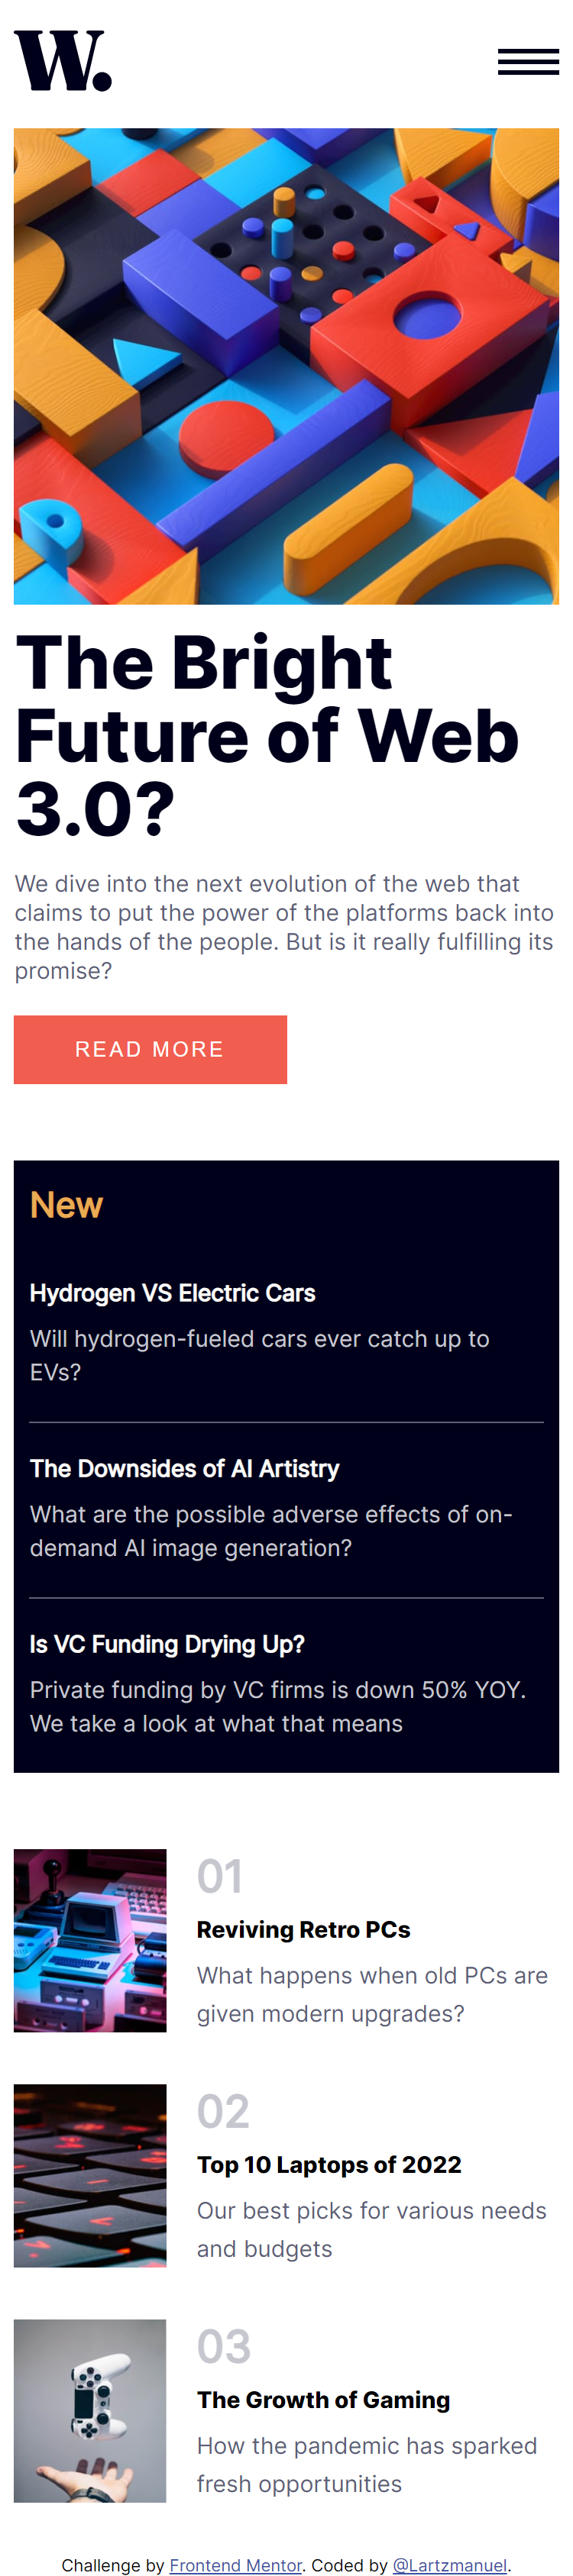 W.
The Bright
Future of Web
3.0?
We dive into the next evolution of the web that
claims to put the power of the platforms back into
the hands of the people. But is it really fulfilling its
promise?
READ MORE
New
Hydrogen VS Electric Cars
Will hydrogen-fueled cars ever catch up to
EVs?
The Downsides of AI Artistry
What are the possible adverse effects of on-
demand AI image generation?
Is VC Funding Drying Up?
Private funding by VC firms is down 50% YOY.
We take a look at what that means
01
Reviving Retro PCs
What happens when old PCs are
given modern upgrades?
02
Top 10 Laptops of 2022
Our best picks for various needs
and budgets
03
The Growth of Gaming
How the pandemic has sparked
fresh opportunities
Challenge by Frontend Mentor. Coded by @Lartzmanuel.